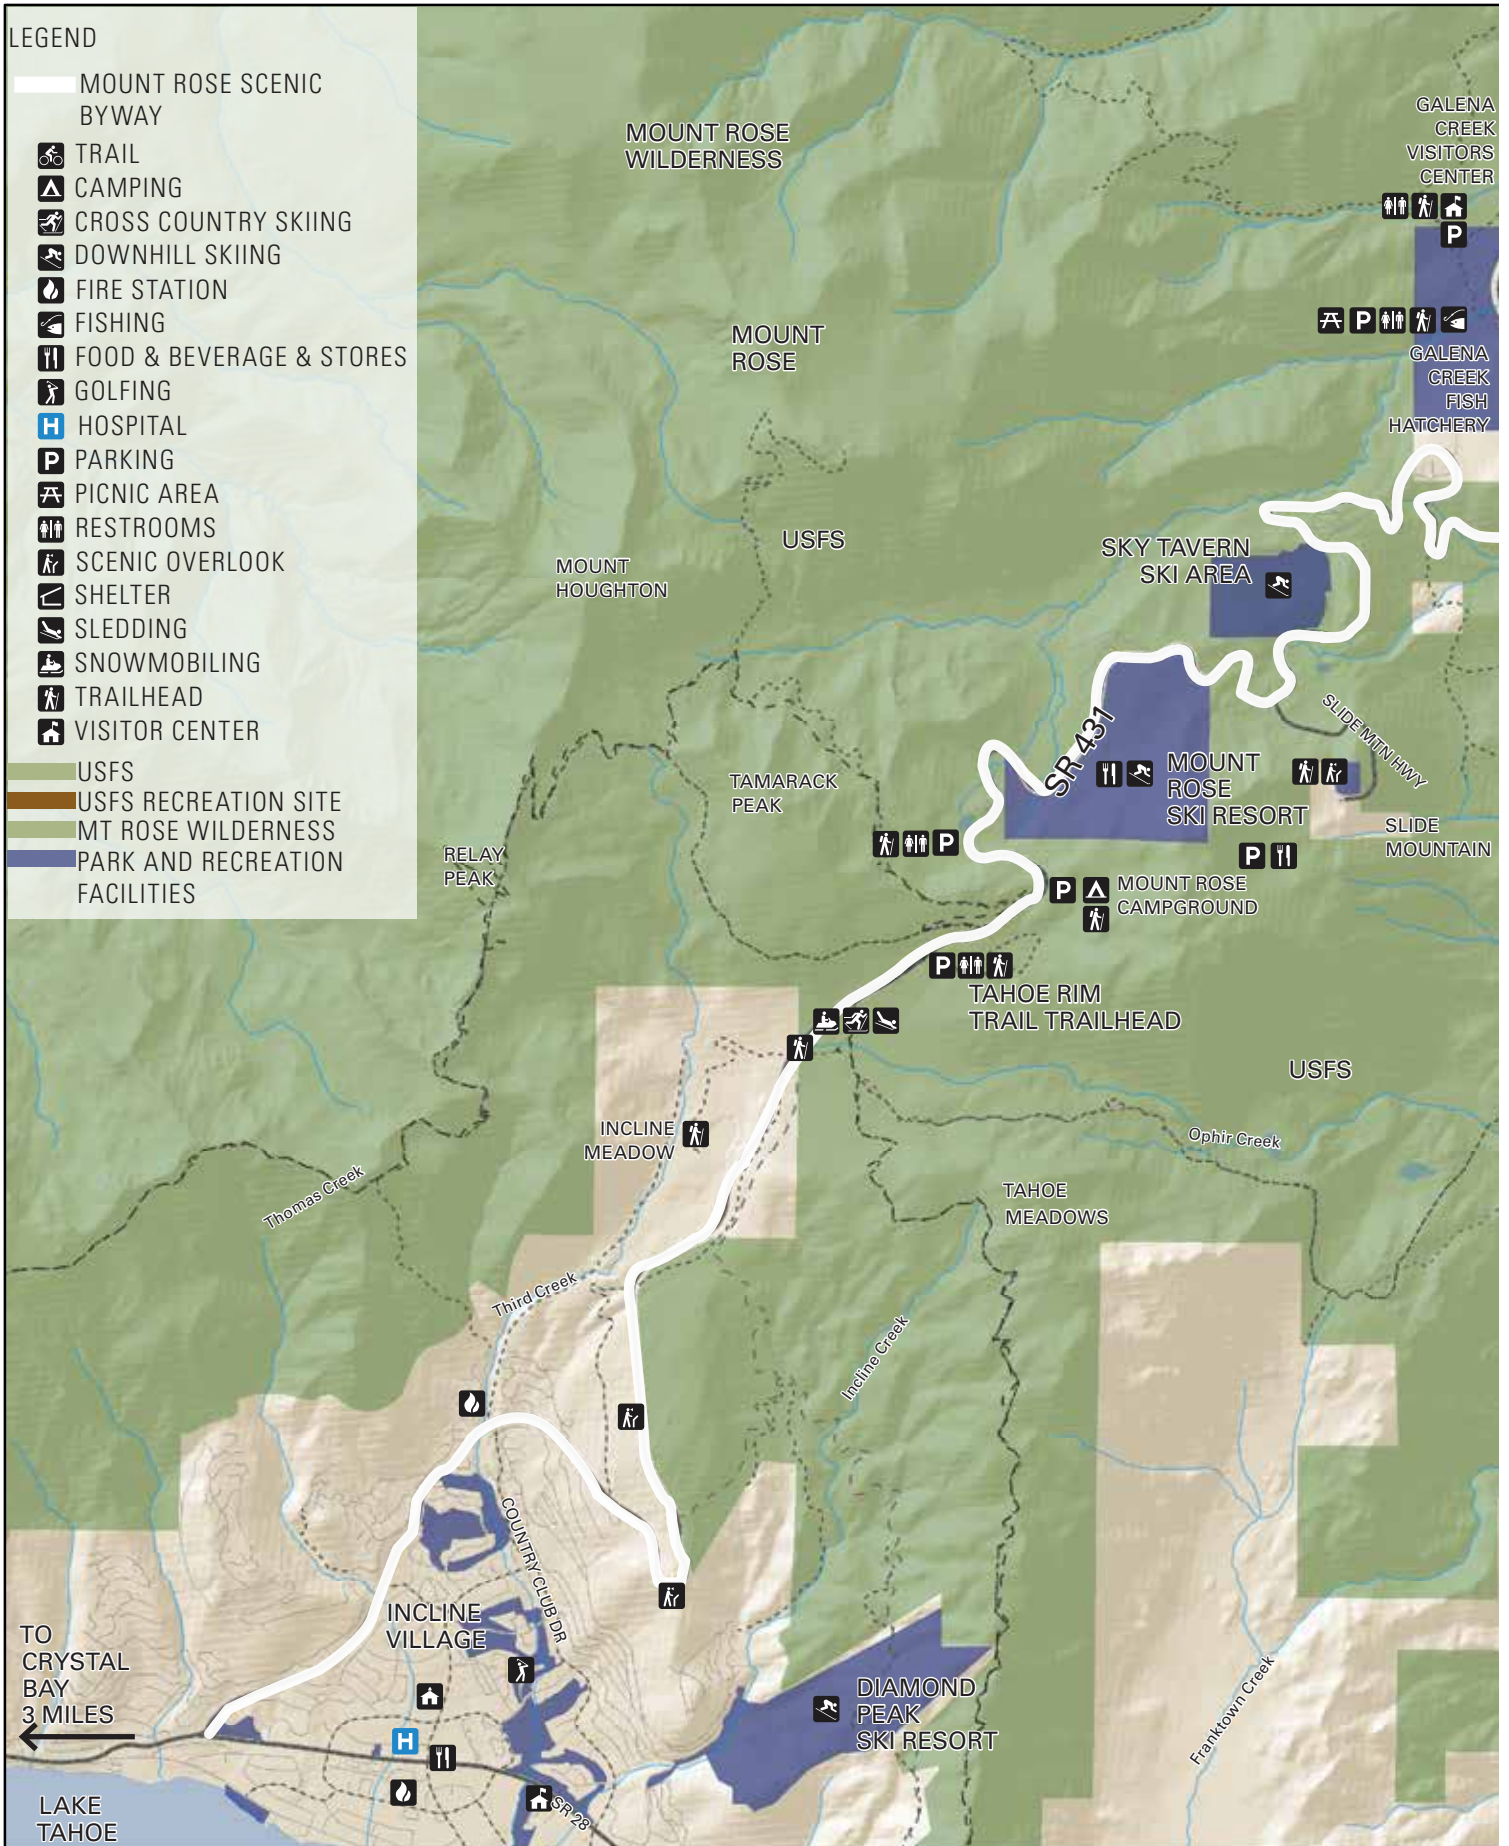 LEGEND
MOUNT ROSE SCENIC
BYWAY
TRAIL
CAMPING
CROSS COUNTRY SKIING
DOWNHILL SKIING
FIRE STATION
FISHING
FOOD & BEVERAGE & STORES
GOLFING
H HOSPITAL
P PARKING
PICNIC AREA
RESTROOMS
SCENIC OVERLOOK
SHELTER
SLEDDING
SNOWMOBILING
TRAILHEAD
VISITOR CENTER
USFS
USFS RECREATION SITE
MT ROSE WILDERNESS
PARK AND RECREATION
FACILITIES
MOUNT ROSE
WILDERNESS
GALENA
CREEK
VISITORS
CENTER
P
MOUNT
ROSE
P
GALENA
CREEK
FISH
HATCHERY
USFS
MOUNT
HOUGHTON
SKY TAVERN
SKI AREA
SLIDE MTN HWY
SR 431
MOUNT
ROSE
SKI RESORT
TAMARACK
PEAK
SLIDE
MOUNTAIN
RELAY
PEAK
P
P
P
MOUNT ROSE
CAMPGROUND
P
TAHOE RIM
TRAIL TRAILHEAD
USFS
INCLINE
MEADOW
Ophir Creek
Thomas Creek
TAHOE
MEADOWS
Third Creek
Incline Creek
COUNTRY CLUB DR
INCLINE
VILLAGE
TO
CRYSTAL
BAY
3 MILES
DIAMOND
PEAK
SKI RESORT
Franktown Creek
H
SR 28
LAKE
TAHOE